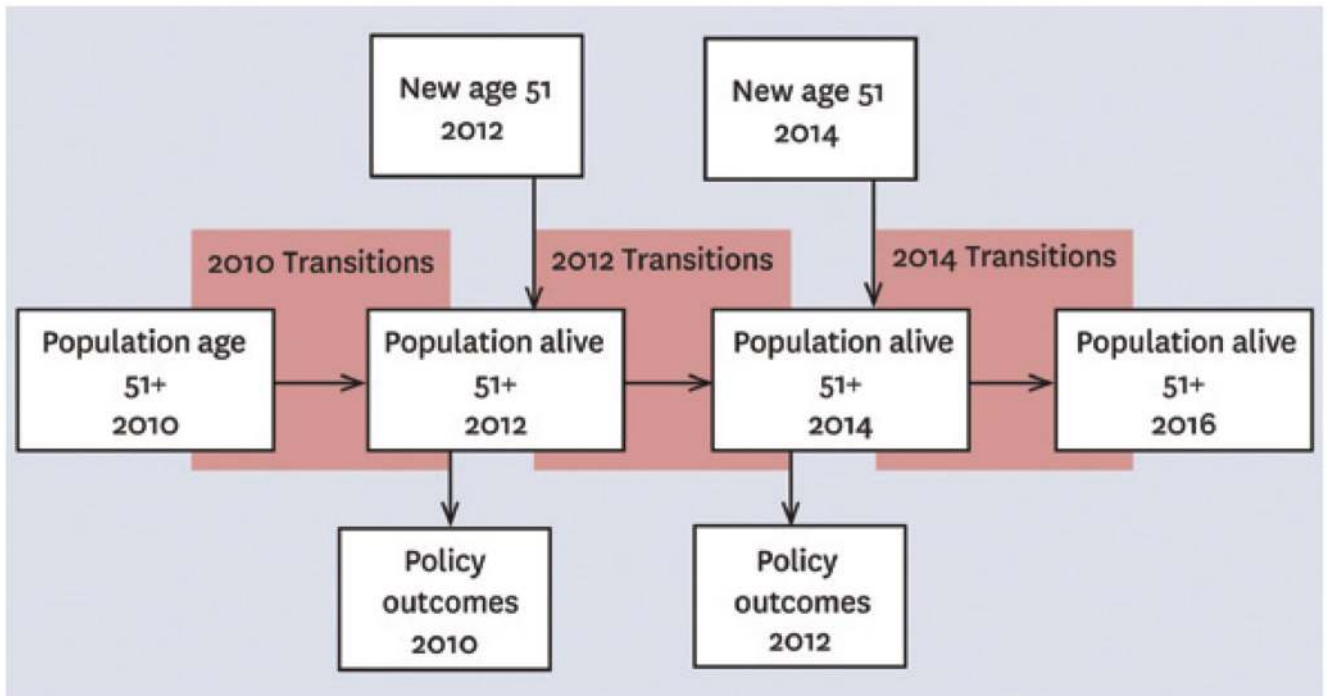 New age 51
2012
New age 51
2014
2010 Transitions
2012 Transitions
2014 Transitions
Population age
51+
2010
Population alive
51+
2012
Population alive
51+
2014
Population alive
51+
2016
Policy
outcomes
2010
Policy
outcomes
2012